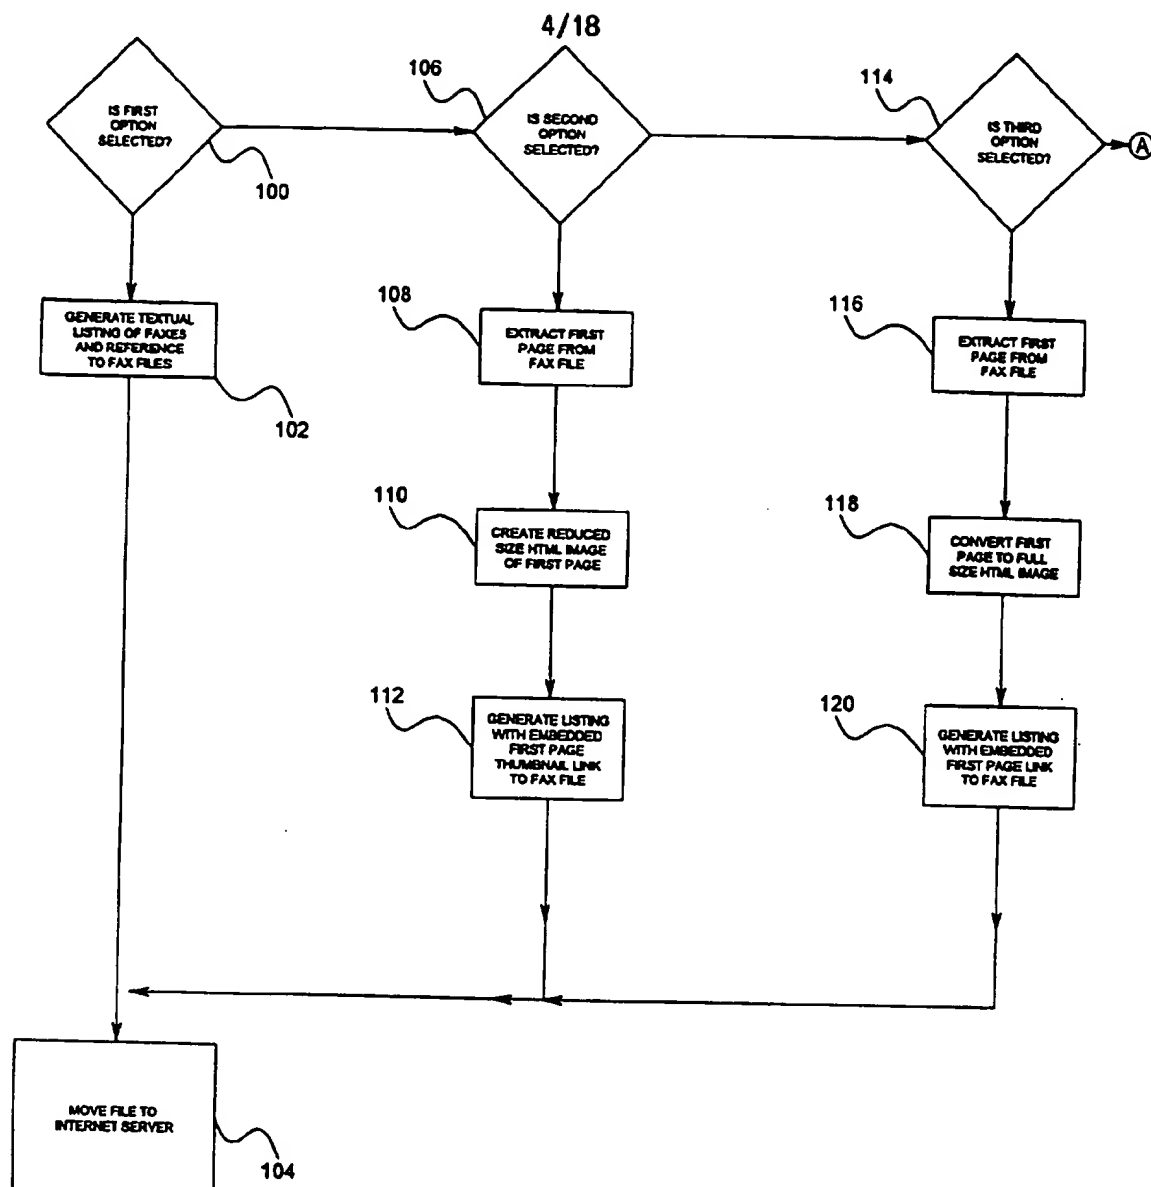 4/18
IS FIRST
OPTION
SELECTED?
100
106
IS SECOND
OPTION
SELECTED?
114
IS THIRD
OPTION
SELECTED?
A
GENERATE TEXTUAL
LISTING OF FAXES
AND REFERENCE
TO FAX FILES
102
108
EXTRACT FIRST
PAGE FROM
FAX FILE
116
EXTRACT FIRST
PAGE FROM
FAX FILE
110
CREATE REDUCED
SIZE HTML IMAGE
OF FIRST PAGE
118
CONVERT FIRST
PAGE TO FULL
SIZE HTML IMAGE
112
GENERATE LISTING
WITH EMBEDDED
FIRST PAGE
THUMBNAIL LINK
TO FAX FILE
120
GENERATE LISTING
WITH EMBEDDED
FIRST PAGE LINK
TO FAX FILE
MOVE FILE TO
INTERNET SERVER
104